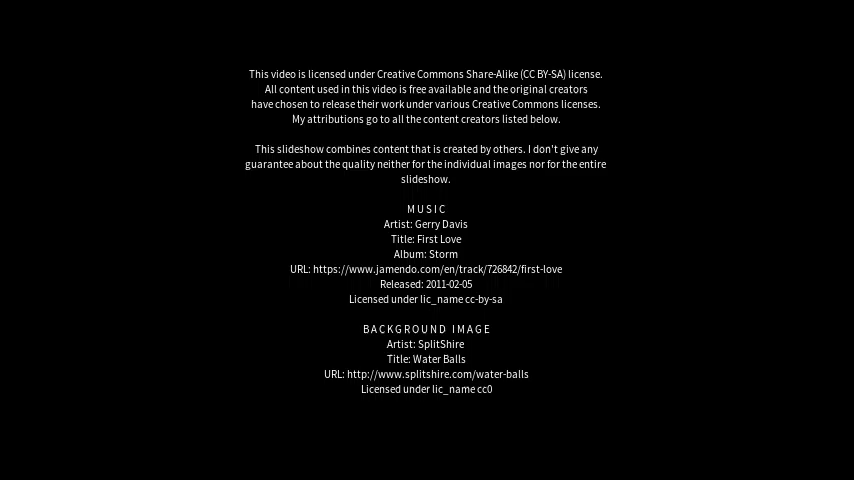 This video is licensed under Creative Commons Share-Alike (CC BY-SA) license.
All content used in this video is free available and the original creators
have chosen to release their work under various Creative Commons licenses.
My attributions go to all the content creators listed below.
This slideshow combines content that is created by others. I don't give any
guarantee about the quality neither for the individual images nor for the entire
slideshow.
MUSIC
Artist: Gerry Davis
Title: First Love
Album: Storm
URL: https://www.jamendo.com/en/track/726842/first-love
Released: 2011-02-05
Licensed under lic_name cc-by-sa
BACKGROUND IMAGE
Artist: SplitShire
Title: Water Balls
URL: http://www.splitshire.com/water-balls
Licensed under lic_name cc0